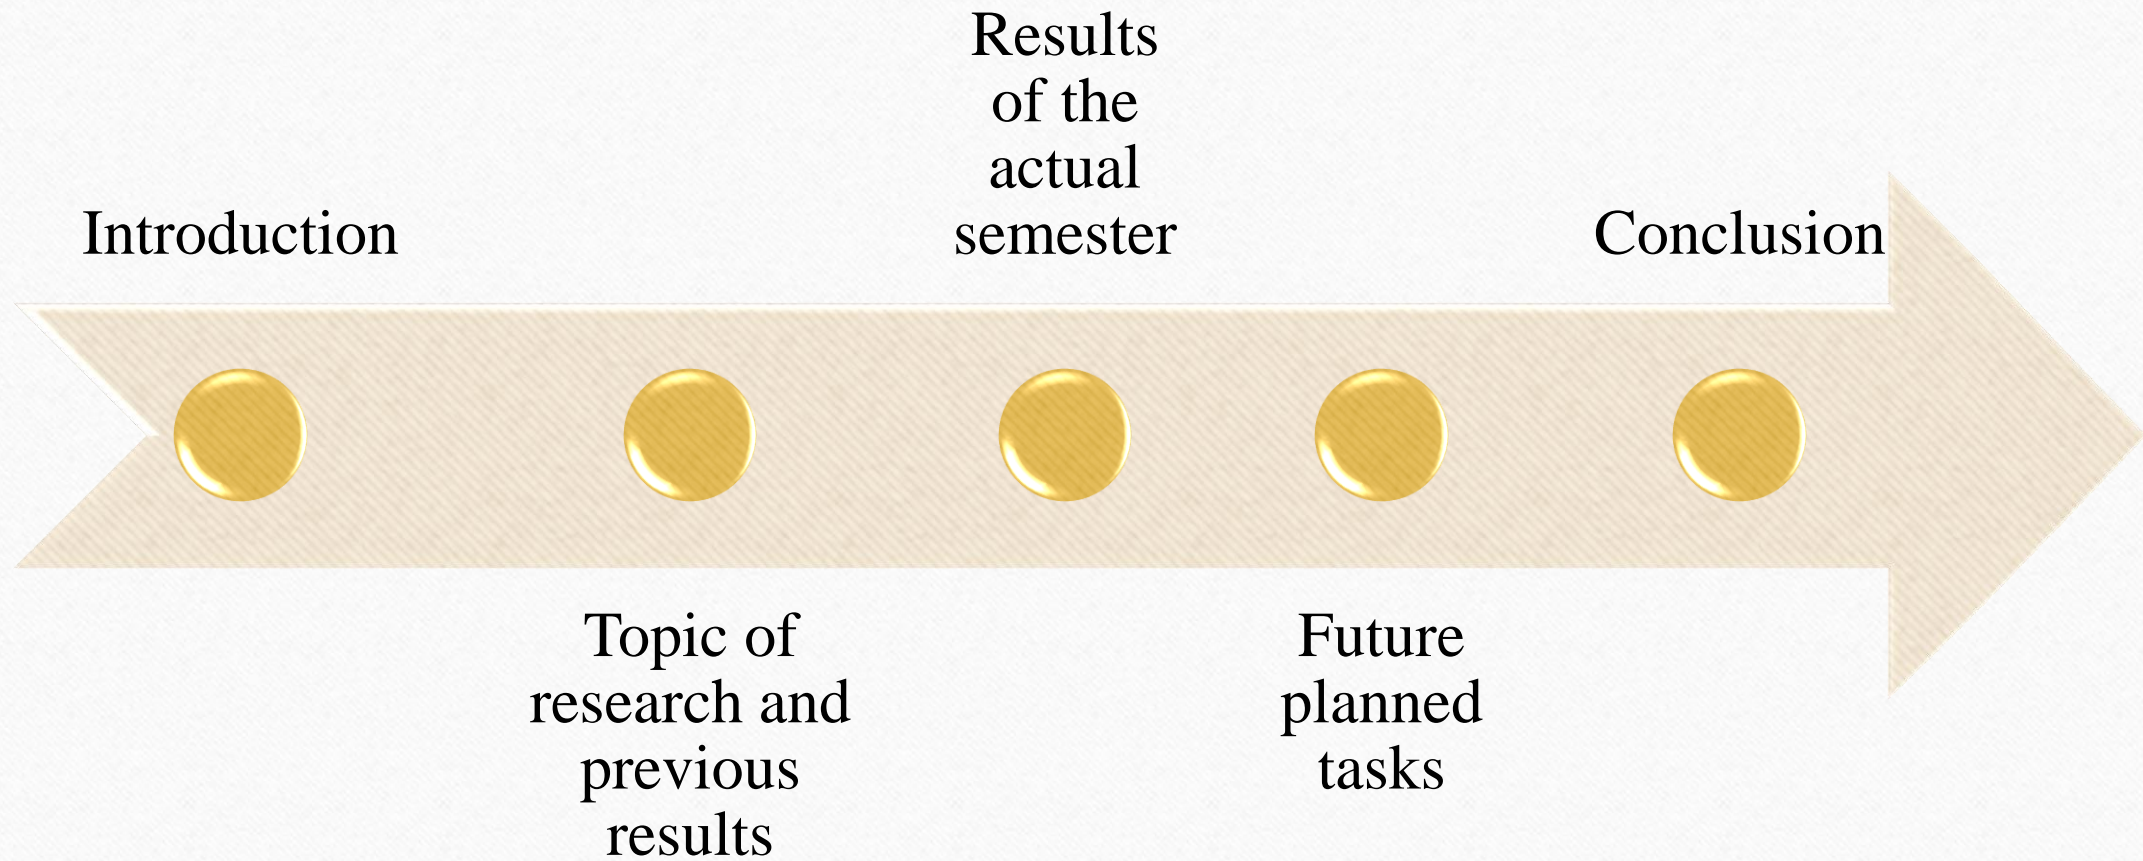 Introduction
Topic of
research and
previous
results
Results
of the
actual
semester
Future
planned
tasks
Conclusion